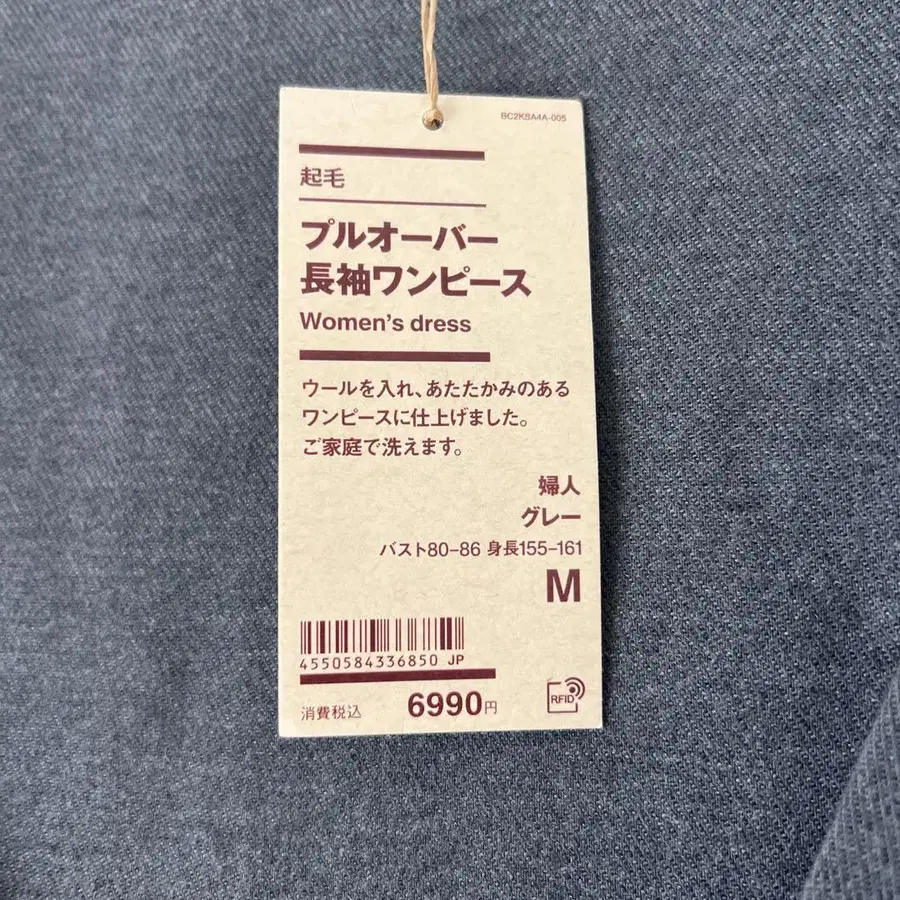 BC2KSA4A-005
起毛
プルオーバー
長袖ワンピース
Women's dress
ウールを入れ、あたたかみのある
ワンピースに仕上げました。
ご家庭で洗えます。
婦人
グレー
バスト80–86 身長155–161
M
4550584336850 JP
消費税込 6990円
RFID